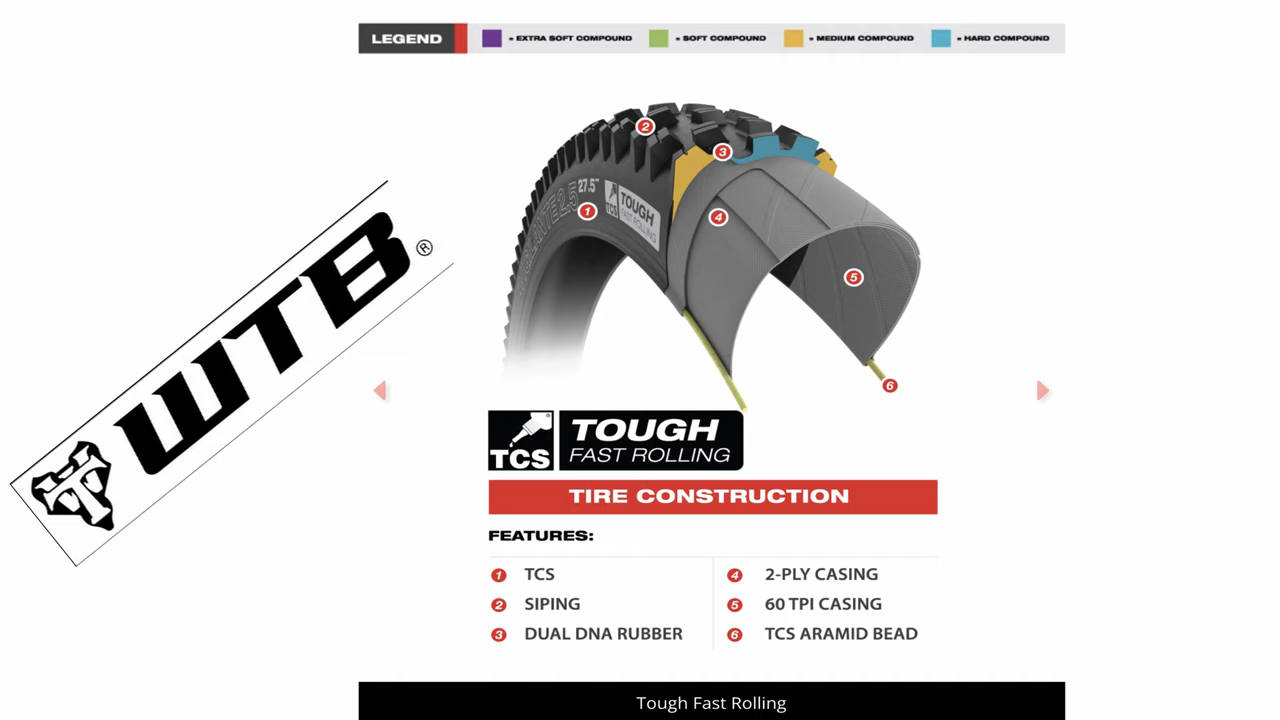 LEGEND
= EXTRA SOFT COMPOUND
= SOFT COMPOUND
= MEDIUM COMPOUND
= HARD COMPOUND
2
3
27.5"
2.5
TCS
TOUGH
FAST ROLLING
1
4
5
6
WTB®
TCS
TOUGH
FAST ROLLING
TIRE CONSTRUCTION
FEATURES:
1 TCS
2 SIPING
3 DUAL DNA RUBBER
4 2-PLY CASING
5 60 TPI CASING
6 TCS ARAMID BEAD
Tough Fast Rolling